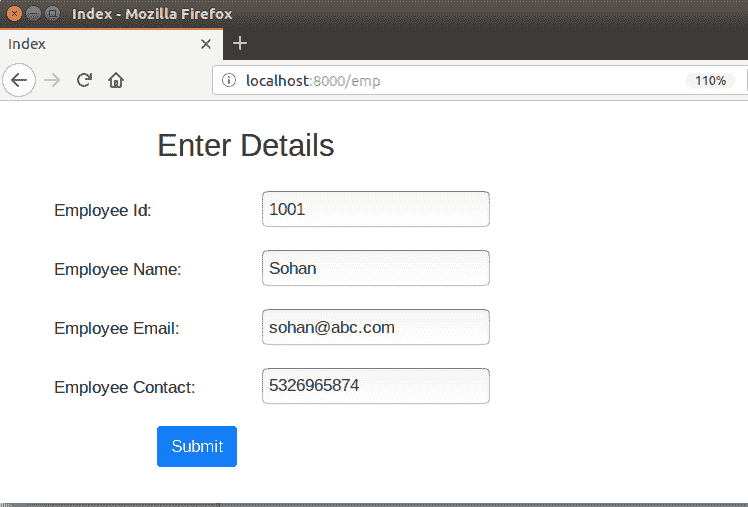 Index - Mozilla Firefox
Index
localhost:8000/emp 110%
Enter Details
Employee Id: 1001
Employee Name: Sohan
Employee Email: sohan@abc.com
Employee Contact: 5326965874
Submit